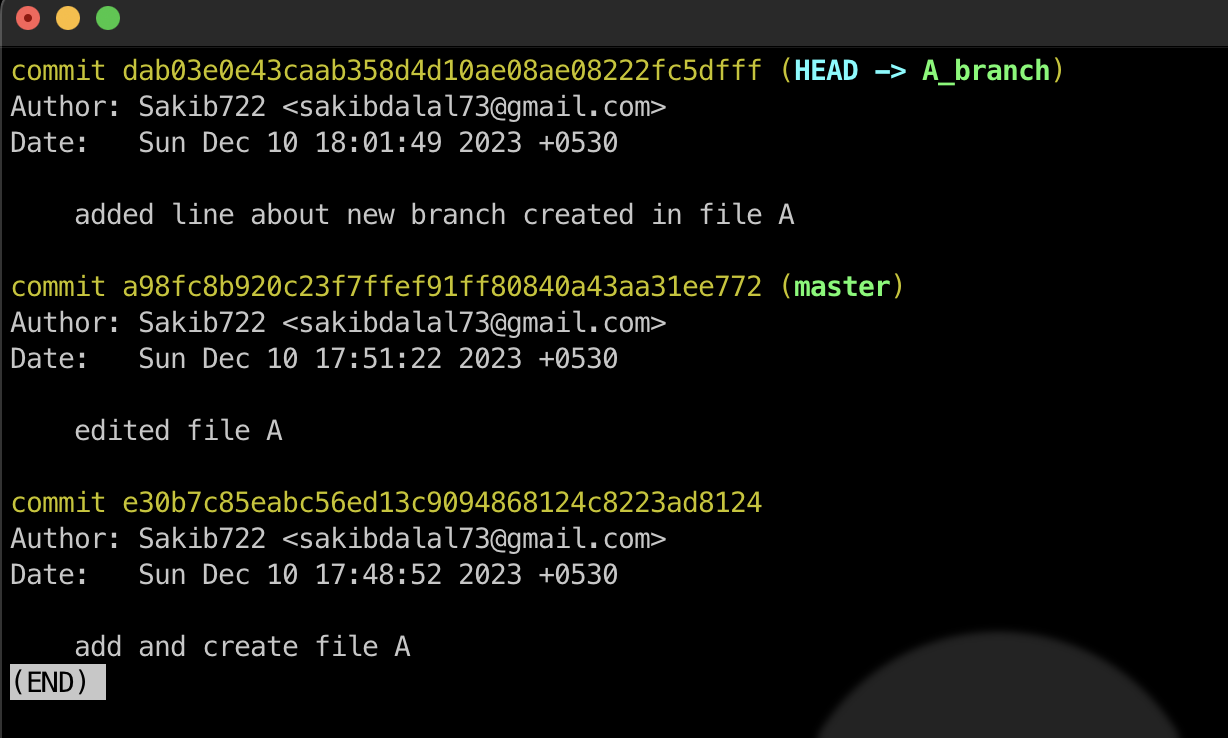 commit dab03e0e43caab358d4d10ae08ae08222fc5dfff (HEAD -> A_branch)
Author: Sakib722 <sakibdalal73@gmail.com>
Date:   Sun Dec 10 18:01:49 2023 +0530
    added line about new branch created in file A
commit a98fc8b920c23f7ffef91ff80840a43aa31ee772 (master)
Author: Sakib722 <sakibdalal73@gmail.com>
Date:   Sun Dec 10 17:51:22 2023 +0530
    edited file A
commit e30b7c85eabc56ed13c9094868124c8223ad8124
Author: Sakib722 <sakibdalal73@gmail.com>
Date:   Sun Dec 10 17:48:52 2023 +0530
    add and create file A
(END)